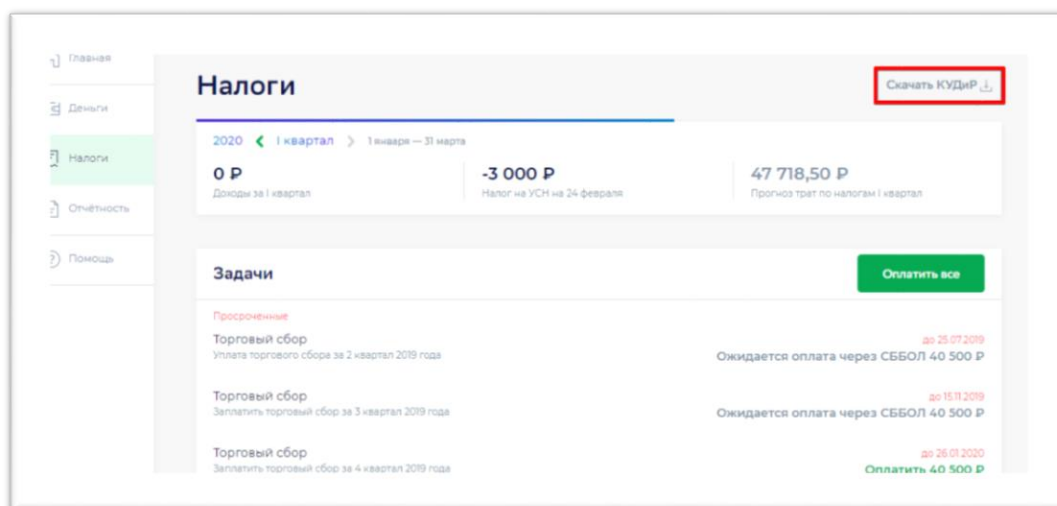 Главная
Деньги
Налоги
Отчётность
Помощь
Налоги
Скачать КУДиР
2020 I квартал 1 января — 31 марта
0 ₽ -3 000 ₽ 47 718,50 ₽
Доходы за I квартал Налог на УСН на 24 февраля Прогноз трат по налогам I квартал
Задачи Оплатить все
Просроченные
Торговый сбор до 25.07.2019
Уплата торгового сбора за 2 квартал 2019 года Ожидается оплата через СББОЛ 40 500 ₽
Торговый сбор до 15.11.2019
Заплатить торговый сбор за 3 квартал 2019 года Ожидается оплата через СББОЛ 40 500 ₽
Торговый сбор до 26.01.2020
Заплатить торговый сбор за 4 квартал 2019 года Оплатить 40 500 ₽